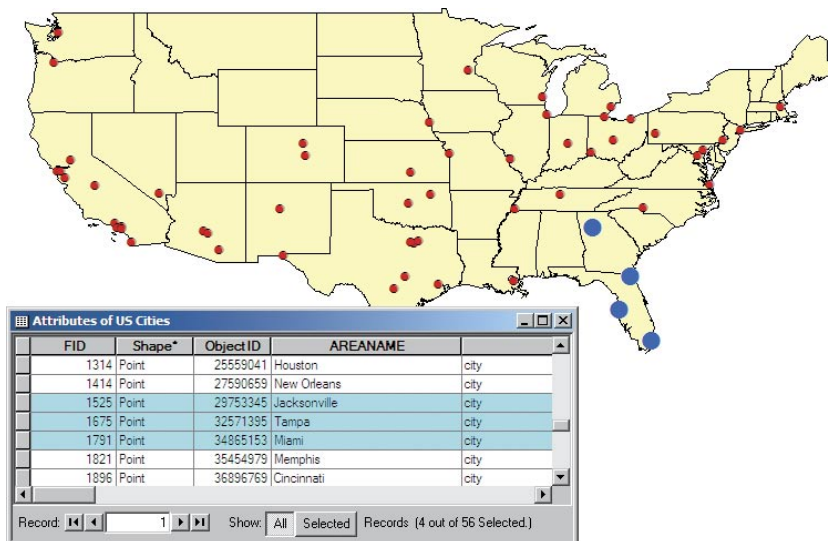 Attributes of US Cities
FID Shape* ObjectID AREANAME
1314 Point 25559041 Houston city
1414 Point 27590659 New Orleans city
1525 Point 29753345 Jacksonville city
1675 Point 32571395 Tampa city
1791 Point 34865153 Miami city
1821 Point 35454979 Memphis city
1896 Point 36896769 Cincinnati city
Record: 1 Show: All Selected Records (4 out of 56 Selected.)